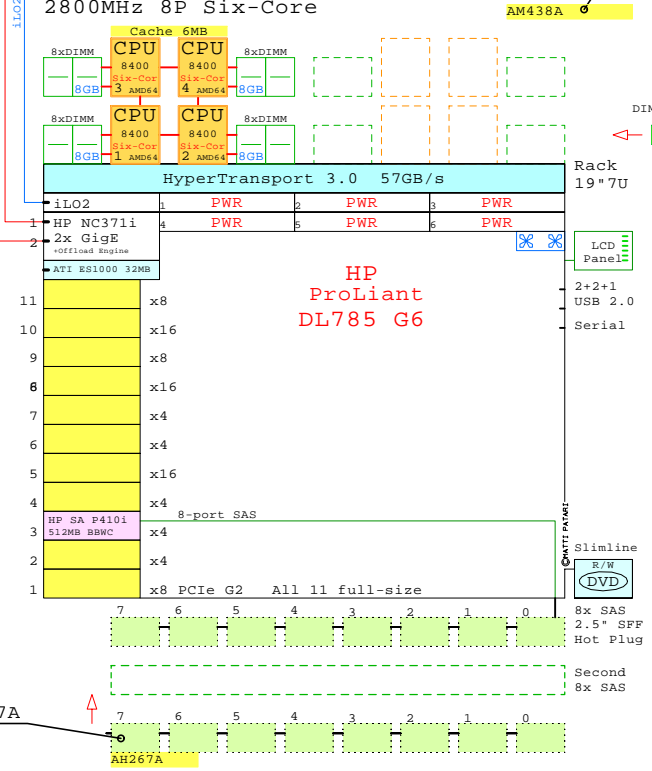 2800MHz 8P Six-Core
AM438A
iLO2
Cache 6MB
8xDIMM
CPU
CPU
8xDIMM
8400
8400
Six-Cor
Six-Cor
8GB
3 AMD64
4 AMD64
8GB
8xDIMM
CPU
CPU
8xDIMM
DIM
8400
8400
Six-Cor
Six-Cor
8GB
1 AMD64
2 AMD64
8GB
HyperTransport 3.0 57GB/s
Rack
19"7U
iLO2
1 PWR
2 PWR
3 PWR
1 HP NC371i
4 PWR
5 PWR
6 PWR
2 2x GigE
+Offload Engine
LCD
Panel
ATI ES1000 32MB
HP
ProLiant
DL785 G6
2+2+1
USB 2.0
Serial
11 x8
10 x16
9 x8
6 x16
7 x4
6 x4
5 x16
4 x4
8-port SAS
HP SA P410i
512MB BBWC
3 x4
©MATTI PATARI
2 x4
Slimline
R/W
DVD
1 x8 PCIe G2 All 11 full-size
7 6 5 4 3 2 1 0
8x SAS
2.5" SFF
Hot Plug
Second
8x SAS
7A
7 6 5 4 3 2 1 0
AH267A